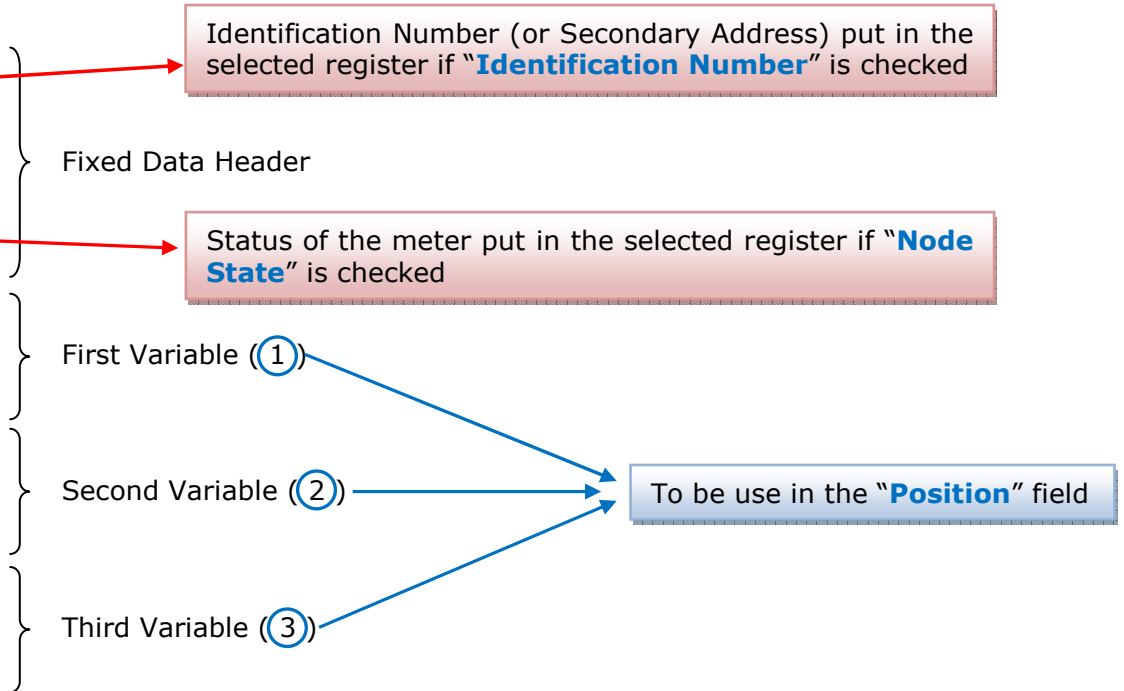 Identification Number (or Secondary Address) put in the
selected register if “Identification Number” is checked
Fixed Data Header
Status of the meter put in the selected register if “Node
State” is checked
First Variable (1)
Second Variable (2)
To be use in the “Position” field
Third Variable (3)